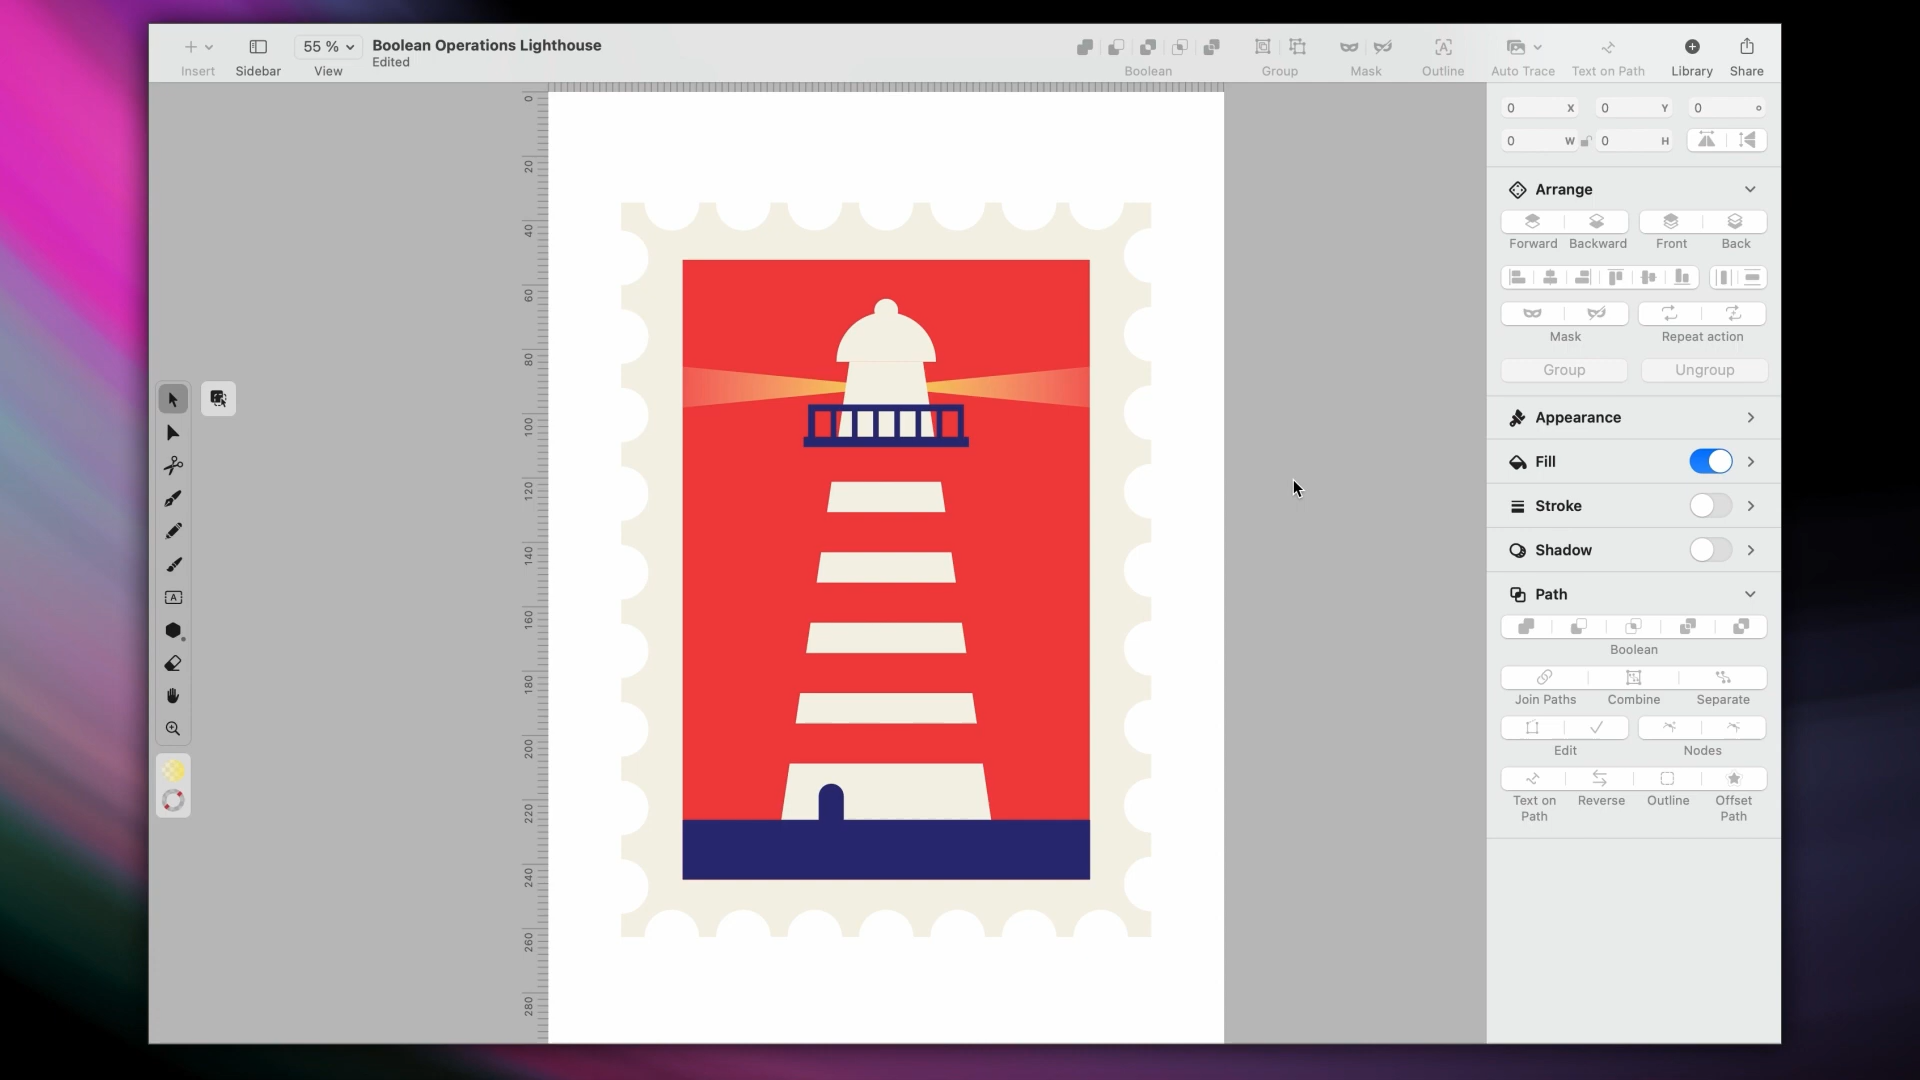 55 %
Boolean Operations Lighthouse
Edited
Insert
Sidebar
View
Boolean
Group
Mask
Outline
Auto Trace
Text on Path
Library
Share
0 X
0 Y
0 °
0 W
0 H
Arrange
Forward
Backward
Front
Back
Mask
Repeat action
Group
Ungroup
Appearance
Fill
Stroke
Shadow
Path
Boolean
Join Paths
Combine
Separate
Edit
Nodes
Text on
Path
Reverse
Outline
Offset
Path
A
A
0
20
40
60
80
100
120
140
160
180
200
220
240
260
280